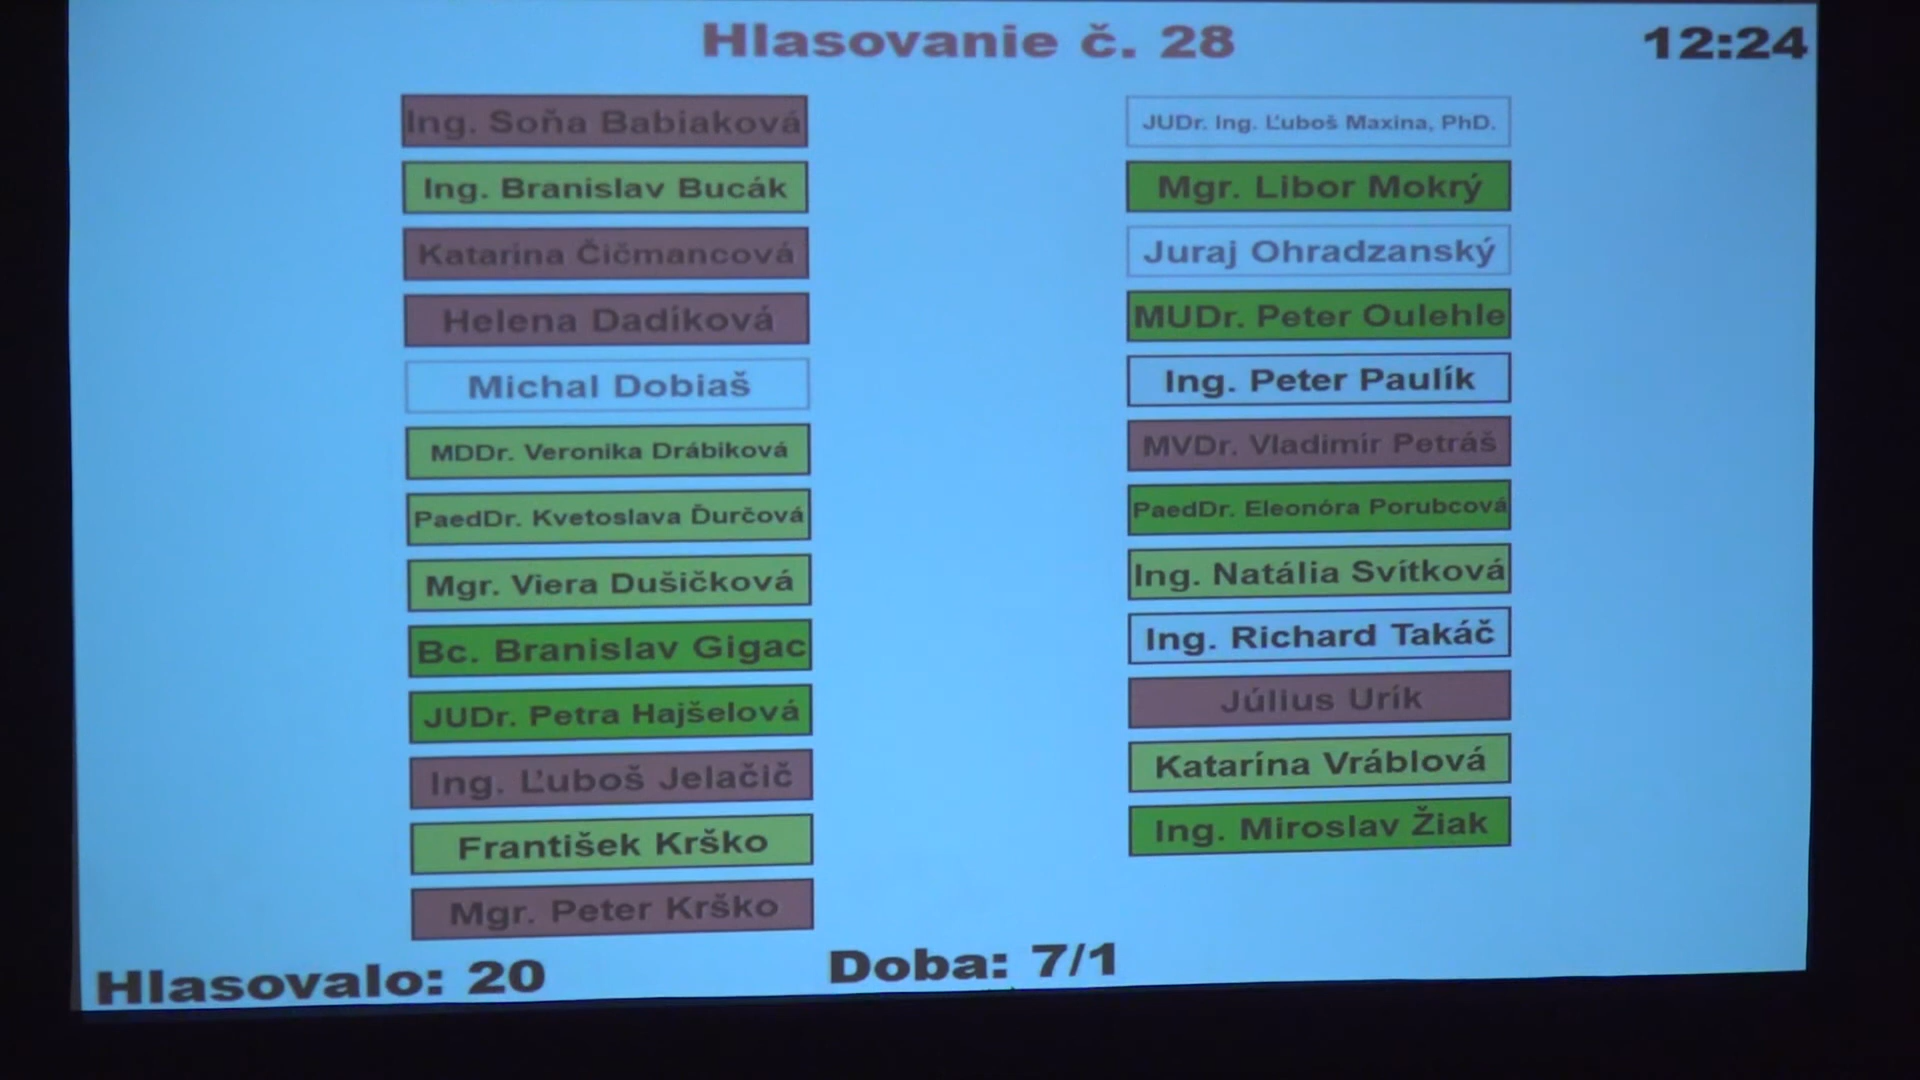 Hlasovanie č. 28
12:24
Ing. Soňa Babiaková
Ing. Branislav Bucák
Katarína Čičmancová
Helena Dadíková
Michal Dobiaš
MDDr. Veronika Drábiková
PaedDr. Kvetoslava Ďurčová
Mgr. Viera Dušičková
Bc. Branislav Gigac
JUDr. Petra Hajšelová
Ing. Ľuboš Jelačič
František Krško
Mgr. Peter Krško
JUDr. Ing. Ľuboš Maxina, PhD.
Mgr. Libor Mokrý
Juraj Ohradzanský
MUDr. Peter Oulehle
Ing. Peter Paulík
MVDr. Vladimír Petráš
PaedDr. Eleonóra Porubcová
Ing. Natália Svítková
Ing. Richard Takáč
Július Urík
Katarína Vráblová
Ing. Miroslav Žiak
Hlasovalo: 20
Doba: 7/1